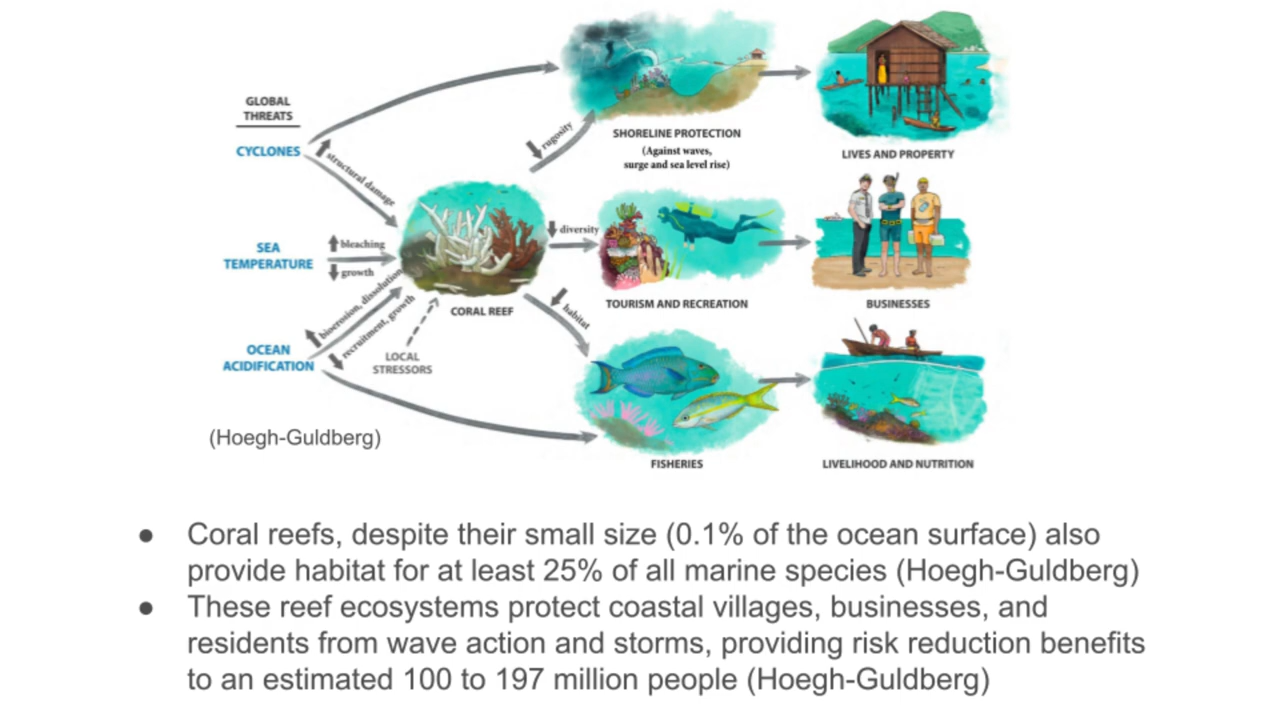 GLOBAL
THREATS
CYCLONES
structural damage
SEA
TEMPERATURE
bleaching
growth
OCEAN
ACIDIFICATION
bioerosion, dissolution
recruitment, growth
LOCAL
STRESSORS
CORAL REEF
rugosity
diversity
habitat
SHORELINE PROTECTION
(Against waves,
surge and sea level rise)
LIVES AND PROPERTY
TOURISM AND RECREATION
BUSINESSES
FISHERIES
LIVELIHOOD AND NUTRITION
(Hoegh-Guldberg)
● Coral reefs, despite their small size (0.1% of the ocean surface) also
provide habitat for at least 25% of all marine species (Hoegh-Guldberg)
● These reef ecosystems protect coastal villages, businesses, and
residents from wave action and storms, providing risk reduction benefits
to an estimated 100 to 197 million people (Hoegh-Guldberg)